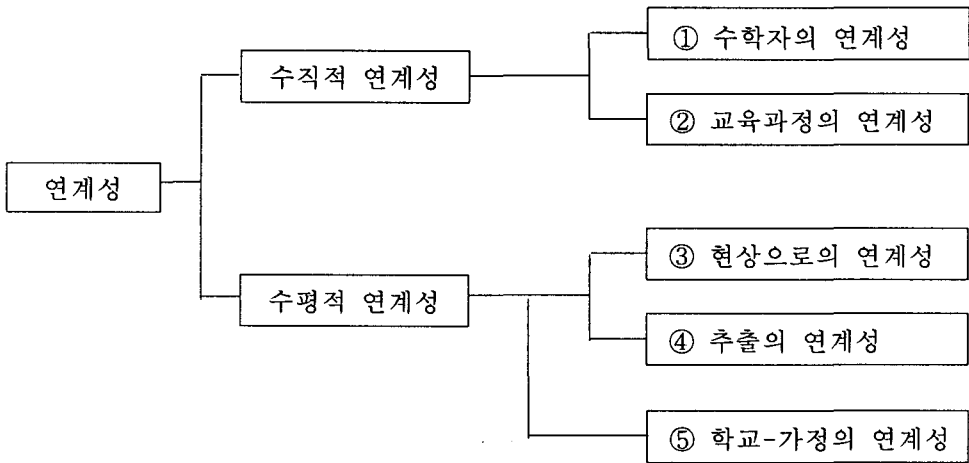 ① 수학자의 연계성
수직적 연계성
② 교육과정의 연계성
연계성
③ 현상으로의 연계성
수평적 연계성
④ 추출의 연계성
⑤ 학교-가정의 연계성